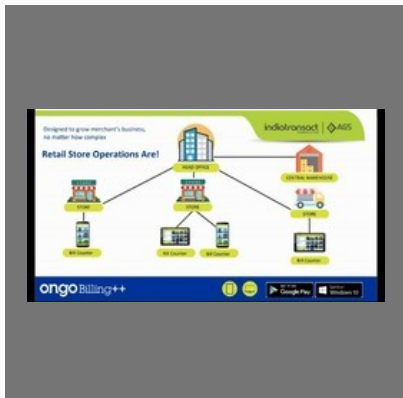 Designed to grow merchant's business,
no matter how complex
indiatransact | AGS
Retail Store Operations Are!
HEAD OFFICE
CENTRAL WAREHOUSE
STORE
STORE
STORE
Bill Counter
Bill Counter
Bill Counter
Bill Counter
ongo Billing++
Google Play
Windows 10